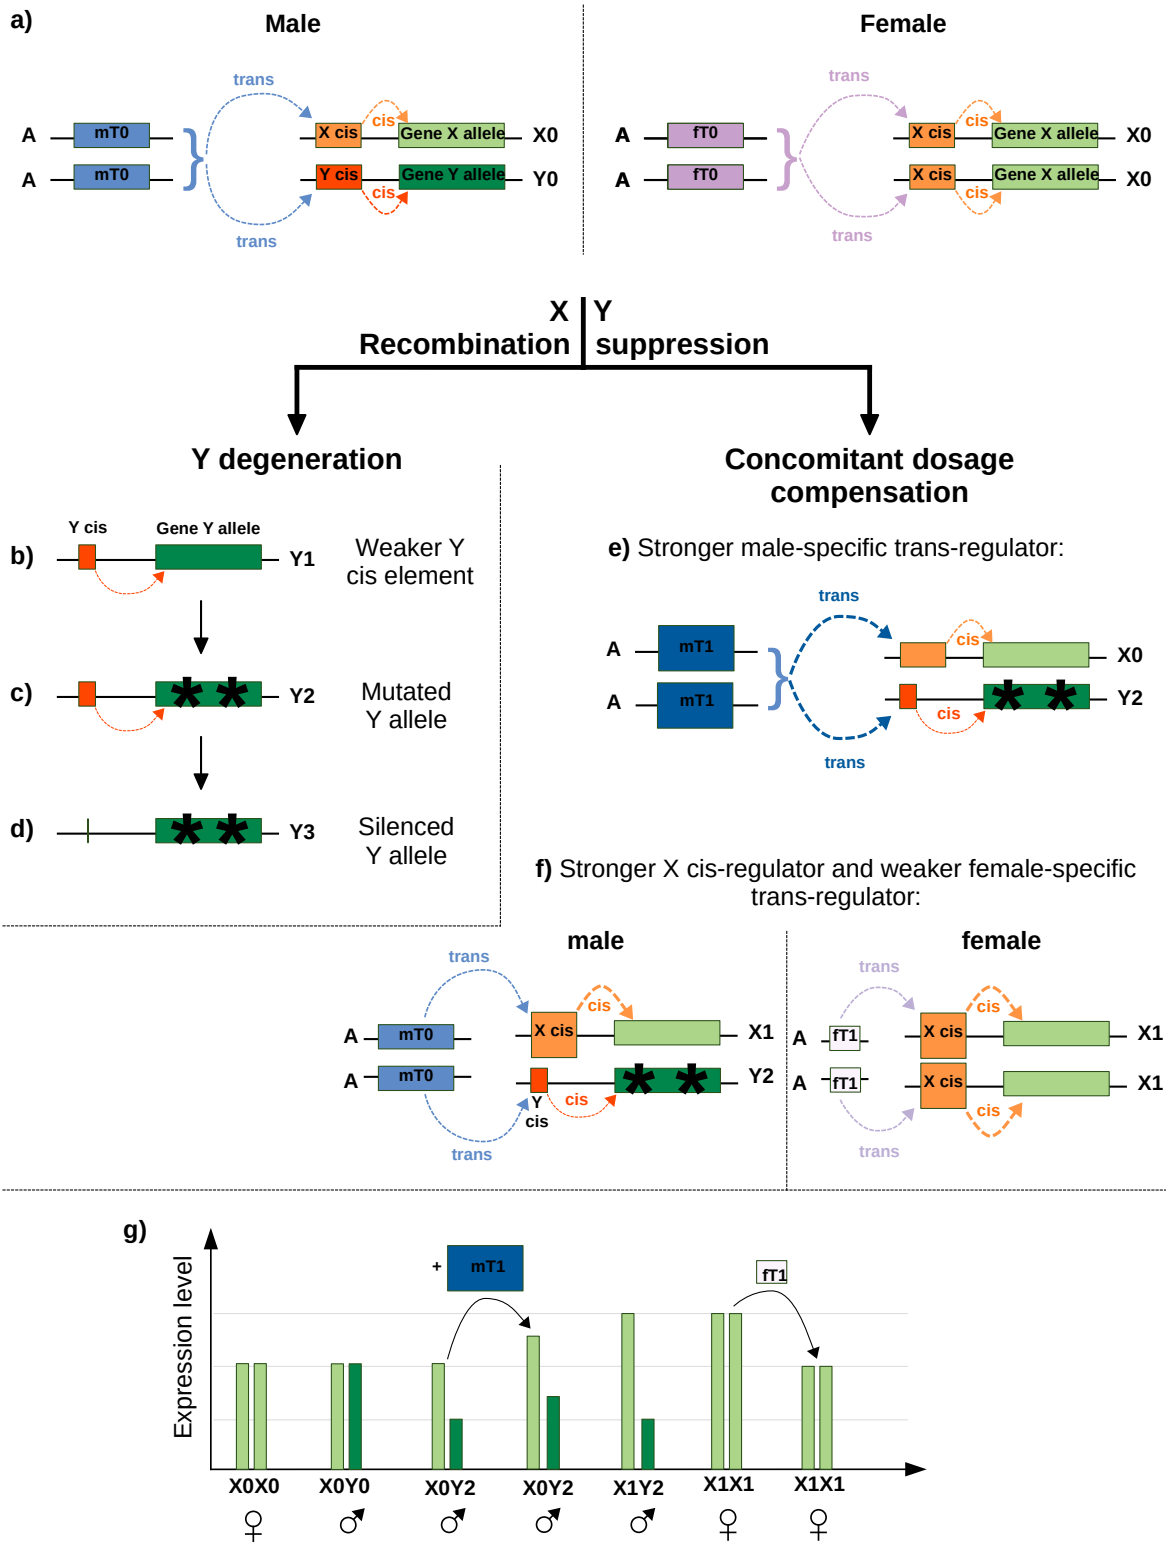 a)
Male
Female
trans
trans
A
mT0
X cis
cis
Gene X allele
X0
A
mT0
Y cis
cis
Gene Y allele
Y0
trans
A
fT0
X cis
cis
Gene X allele
X0
A
fT0
X cis
cis
Gene X allele
X0
trans
X Y
Recombination suppression
Y degeneration
Concomitant dosage
compensation
Y cis
Gene Y allele
b)
Y1
Weaker Y
cis element
c)
* *
Y2
Mutated
Y allele
d)
* *
Y3
Silenced
Y allele
e) Stronger male-specific trans-regulator:
trans
A
mT1
cis
X0
A
mT1
cis
* *
Y2
trans
f) Stronger X cis-regulator and weaker female-specific
trans-regulator:
male
female
trans
A
mT0
X cis
cis
X1
A
mT0
Y
cis
cis
* *
Y2
trans
trans
A
fT1
X cis
cis
X1
A
fT1
X cis
cis
X1
trans
g)
Expression level
+ mT1
fT1
X0X0 X0Y0 X0Y2 X0Y2 X1Y2 X1X1 X1X1
♀ ♂ ♂ ♂ ♂ ♀ ♀